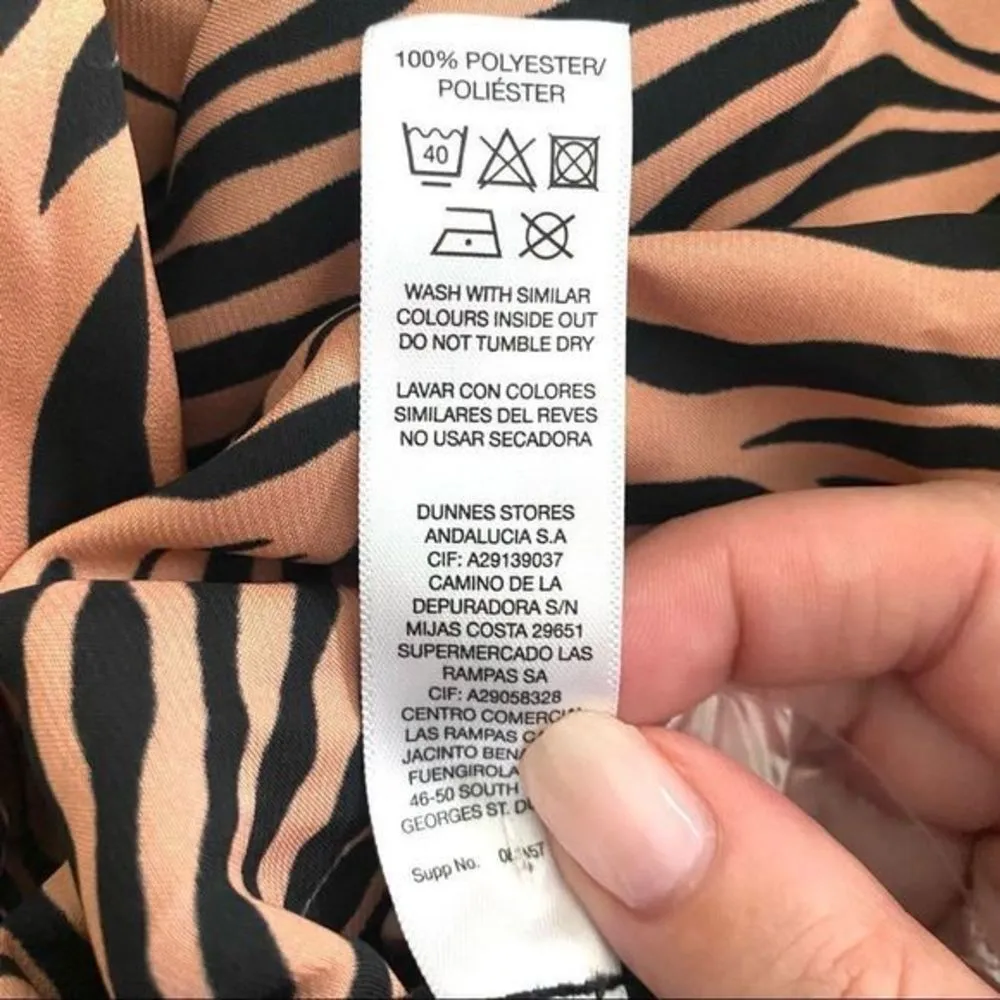 100% POLYESTER/
POLIÉSTER
40
WASH WITH SIMILAR
COLOURS INSIDE OUT
DO NOT TUMBLE DRY
LAVAR CON COLORES
SIMILARES DEL REVES
NO USAR SECADORA
DUNNES STORES
ANDALUCIA S.A
CIF: A29139037
CAMINO DE LA
DEPURADORA S/N
MIJAS COSTA 29651
SUPERMERCADO LAS
RAMPAS SA
CIF: A29058328
CENTRO
LAS RAMPAS
JACINTO
FUENGIROLA
46-50 SOUTH
GEORGES ST.
Supp No.